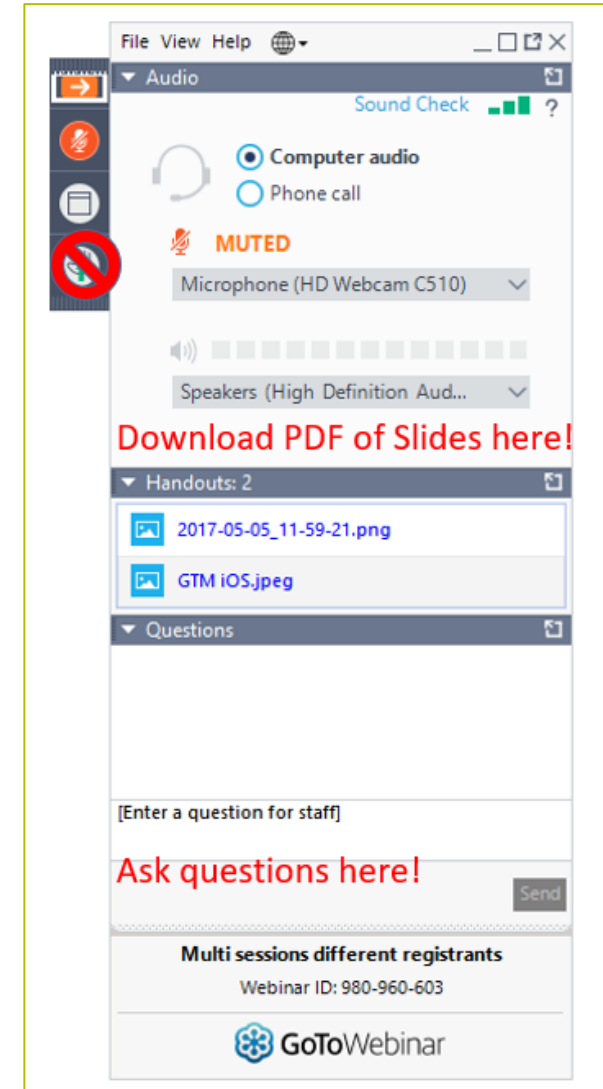 File View Help
Audio
Sound Check ?
Computer audio
Phone call
MUTED
Microphone (HD Webcam C510)
Speakers (High Definition Aud...
Download PDF of Slides here!
Handouts: 2
2017-05-05_11-59-21.png
GTM iOS.jpeg
Questions
[Enter a question for staff]
Ask questions here!
Send
Multi sessions different registrants
Webinar ID: 980-960-603
GoToWebinar